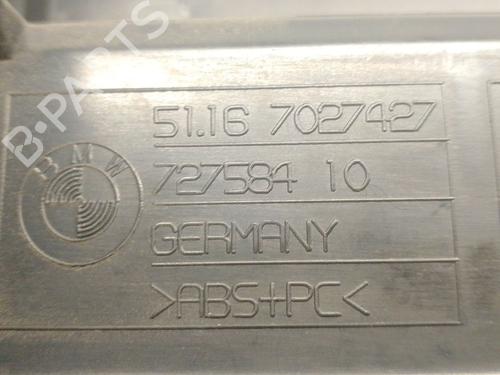 B-PARTS
BMW
51.16 7027427
727584 10
GERMANY
>ABS+PC<